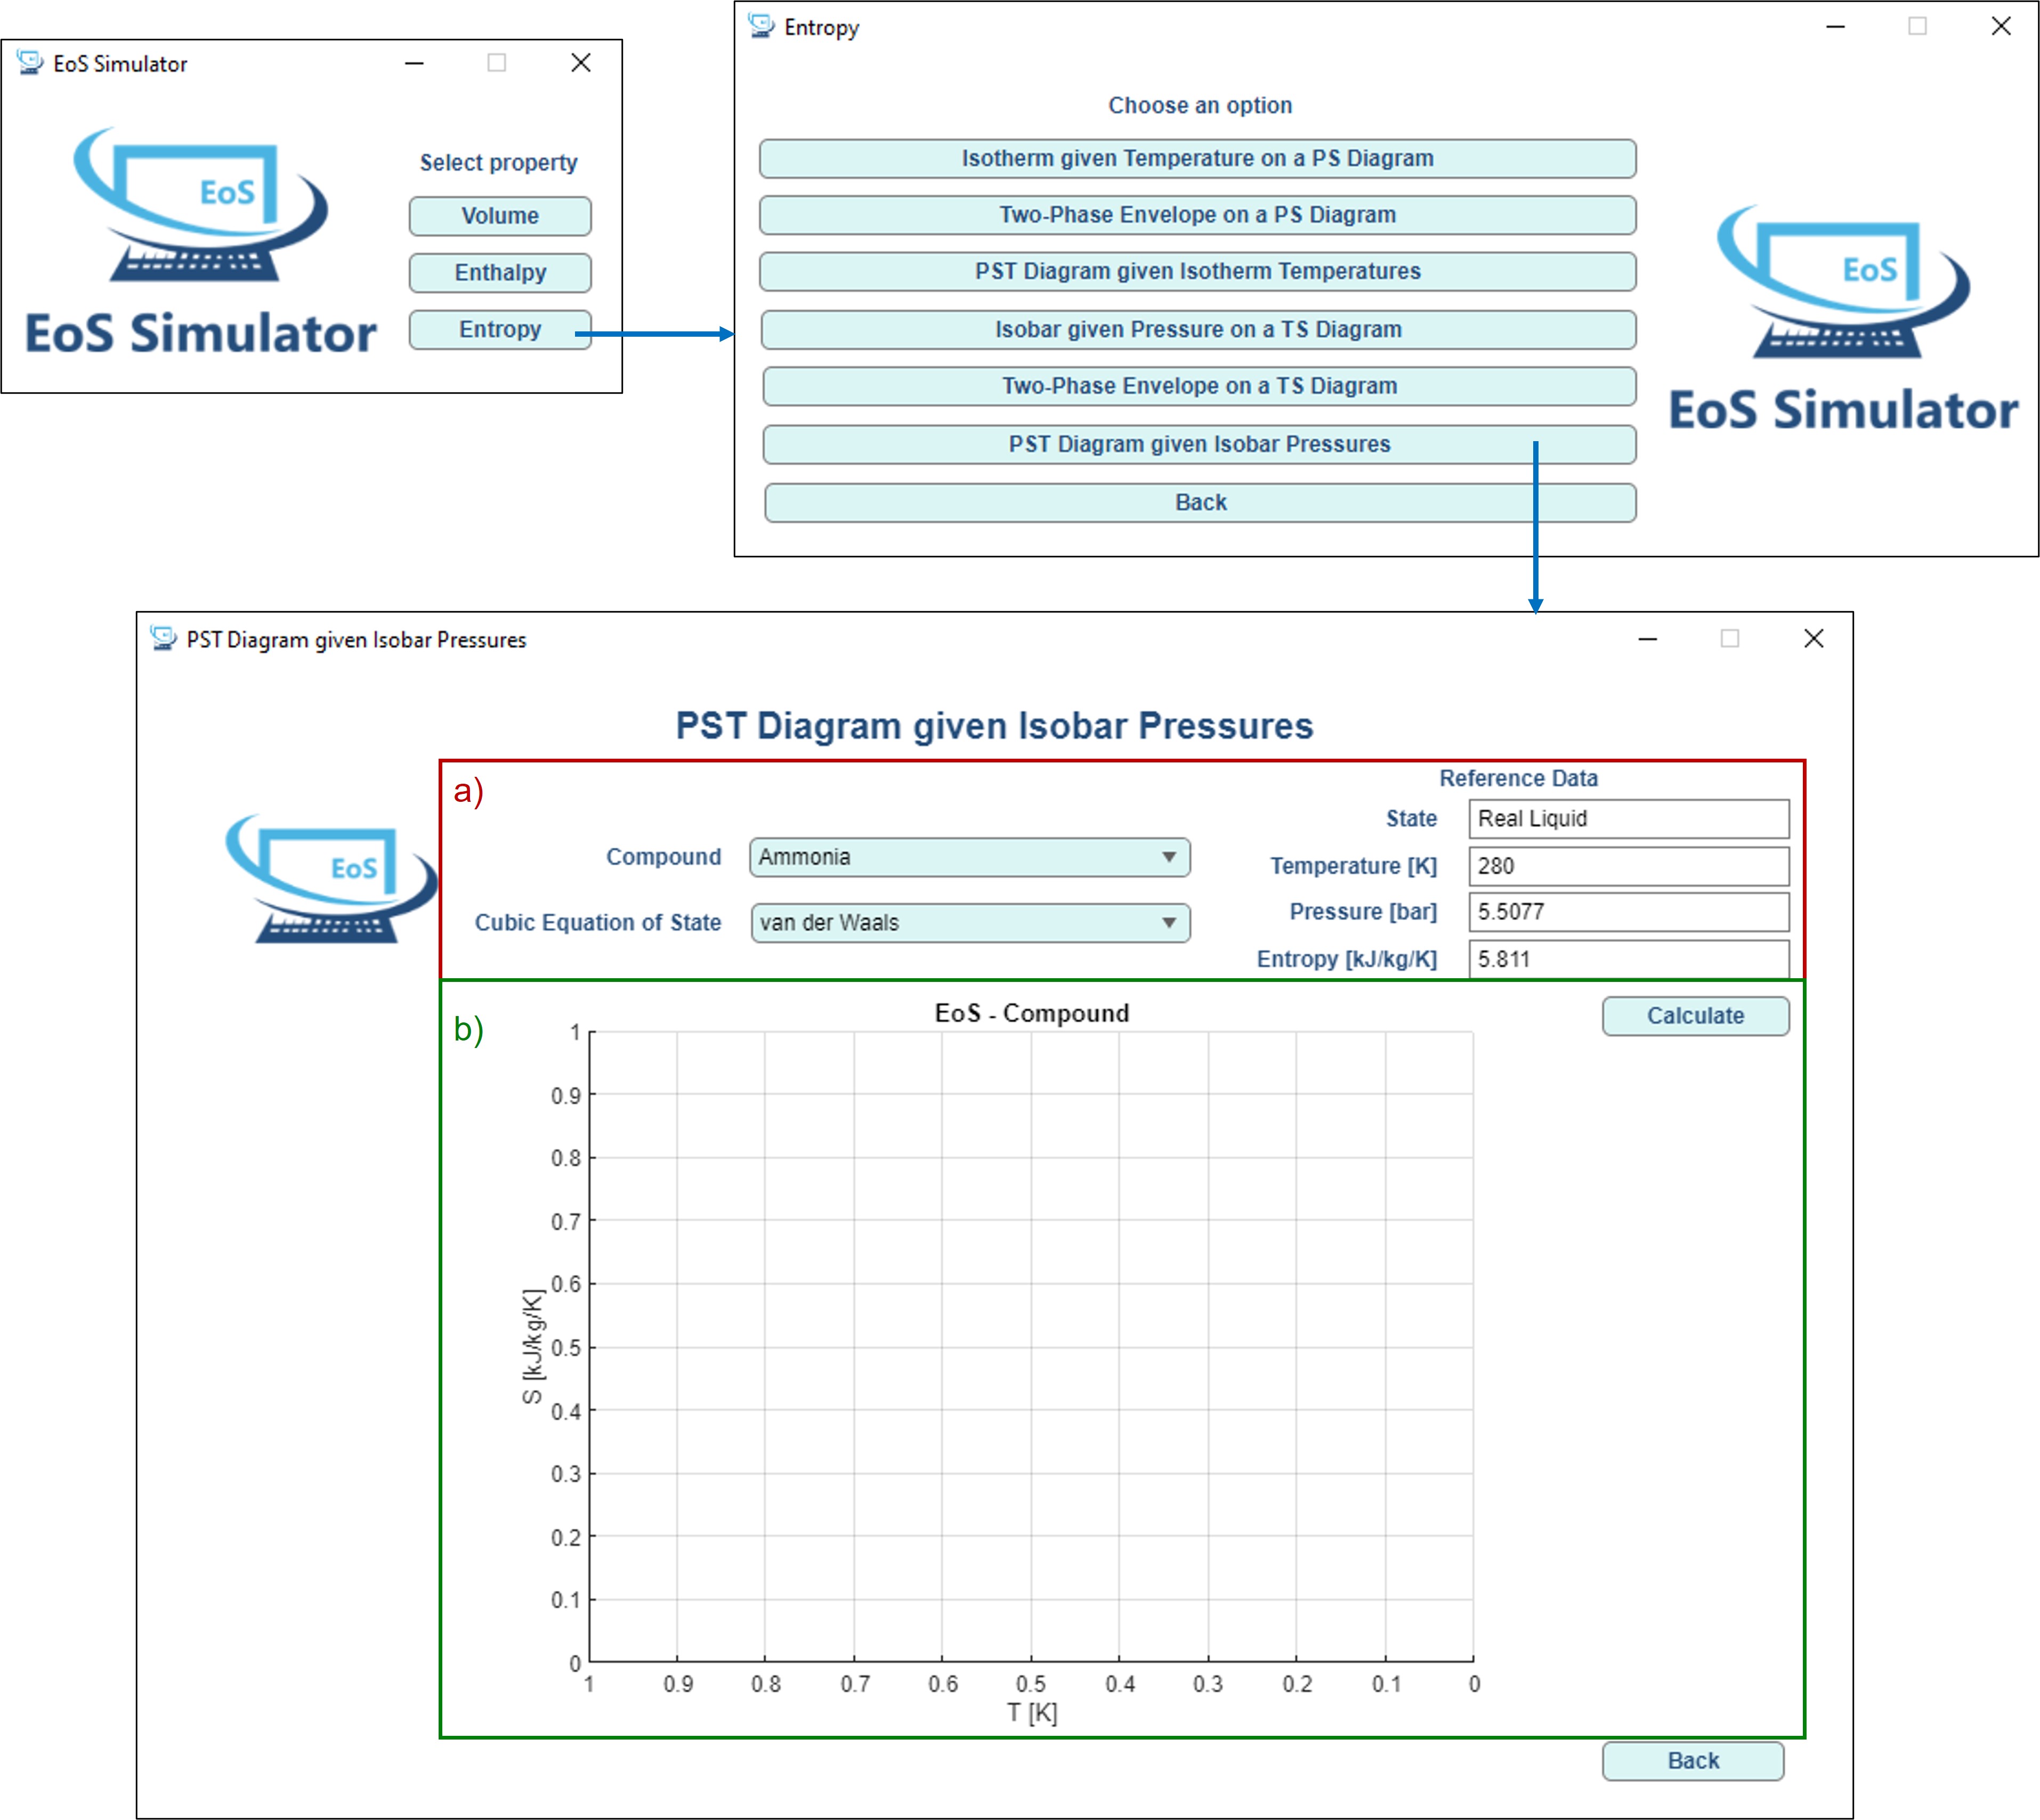 EoS Simulator
EoS
EoS Simulator
Select property
Volume
Enthalpy
Entropy
Entropy
Choose an option
Isotherm given Temperature on a PS Diagram
Two-Phase Envelope on a PS Diagram
PST Diagram given Isotherm Temperatures
Isobar given Pressure on a TS Diagram
Two-Phase Envelope on a TS Diagram
PST Diagram given Isobar Pressures
Back
EoS
EoS Simulator
PST Diagram given Isobar Pressures
PST Diagram given Isobar Pressures
EoS
a)
Compound Ammonia
Cubic Equation of State van der Waals
Reference Data
State Real Liquid
Temperature [K] 280
Pressure [bar] 5.5077
Entropy [kJ/kg/K] 5.811
b)
EoS - Compound
Calculate
1
0.9
0.8
0.7
0.6
0.5
0.4
0.3
0.2
0.1
0
S [kJ/kg/K]
1 0.9 0.8 0.7 0.6 0.5 0.4 0.3 0.2 0.1 0
T [K]
Back